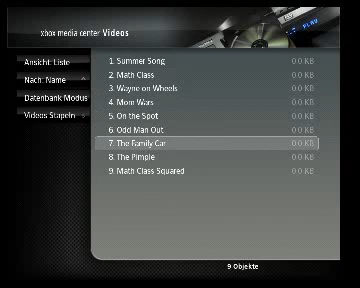 xbox media center Videos
PLAY
Ansicht: Liste
Nach: Name
Datenbank Modus
Videos Stapeln
1. Summer Song 0.0 KB
2. Math Class 0.0 KB
3. Wayne on Wheels 0.0 KB
4. Mom Wars 0.0 KB
5. On the Spot 0.0 KB
6. Odd Man Out 0.0 KB
7. The Family Car 0.0 KB
8. The Pimple 0.0 KB
9. Math Class Squared 0.0 KB
9 Objekte